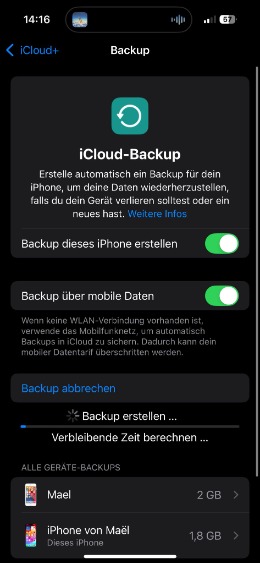 14:16
57
iCloud+
Backup
iCloud-Backup
Erstelle automatisch ein Backup für dein
iPhone, um deine Daten wiederherzustellen,
falls du dein Gerät verlieren solltest oder ein
neues hast. Weitere Infos
Backup dieses iPhone erstellen
Backup über mobile Daten
Wenn keine WLAN-Verbindung vorhanden ist,
verwende das Mobilfunknetz, um automatisch
Backups in iCloud zu sichern. Dadurch kann dein
mobiler Datentarif überschritten werden.
Backup abbrechen
Backup erstellen ...
Verbleibende Zeit berechnen ...
ALLE GERÄTE-BACKUPS
Mael
2 GB
iPhone von Maël
1,8 GB
Dieses iPhone